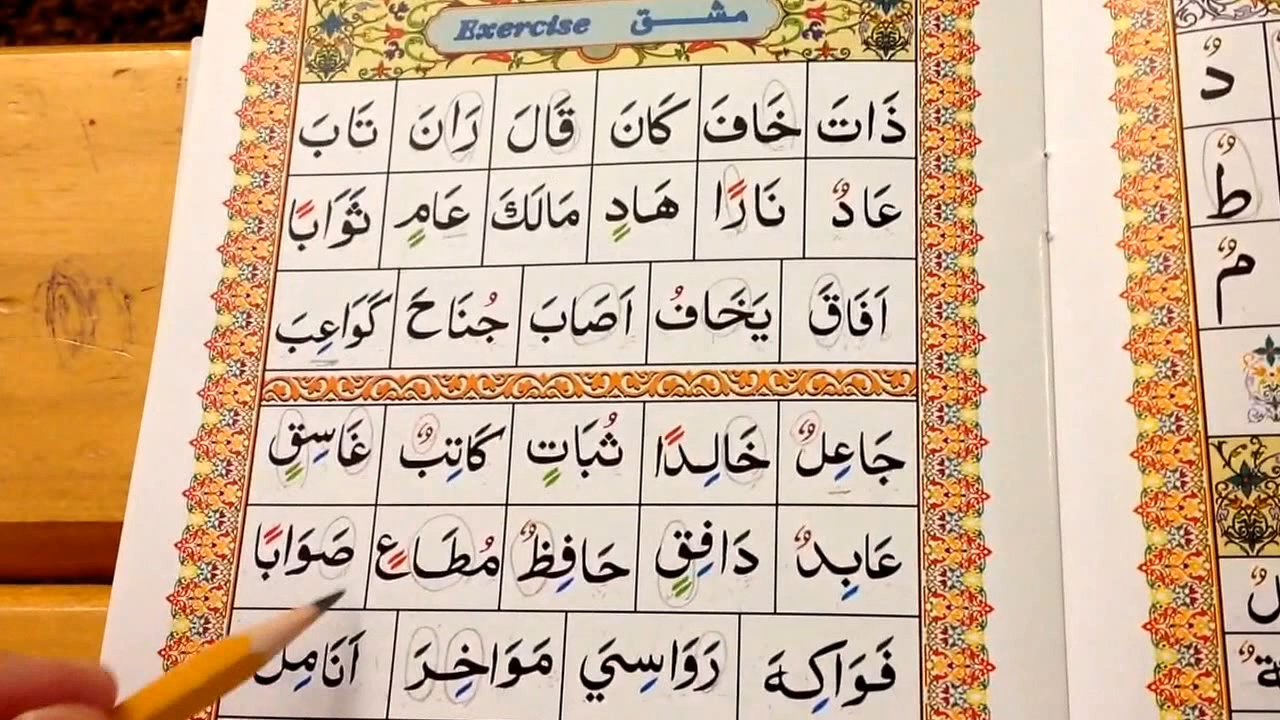 Exercise مشق
ذَاتَ خَافَ كَانَ قَالَ رَانَ تَابَ
عَادٌ نَارًا هَادٍ مَالَكَ عَامٍ ثَوَابًا
اَفَاقَ يَخَافُ اَصَابَ جُنَاحَ كَوَاعِبَ
جَاعِلٌ خَالِدًا ثُبَاتٍ كَاتِبٌ غَاسِقٍ
عَابِدٌ دَافِقٍ حَافِظٌ مُطَاعٍ صَوَابًا
فَوَاكِهَ رَوَاسِيَ مَوَاخِرَ اَنَامِلَ
دٌ
طٌ
مٌ